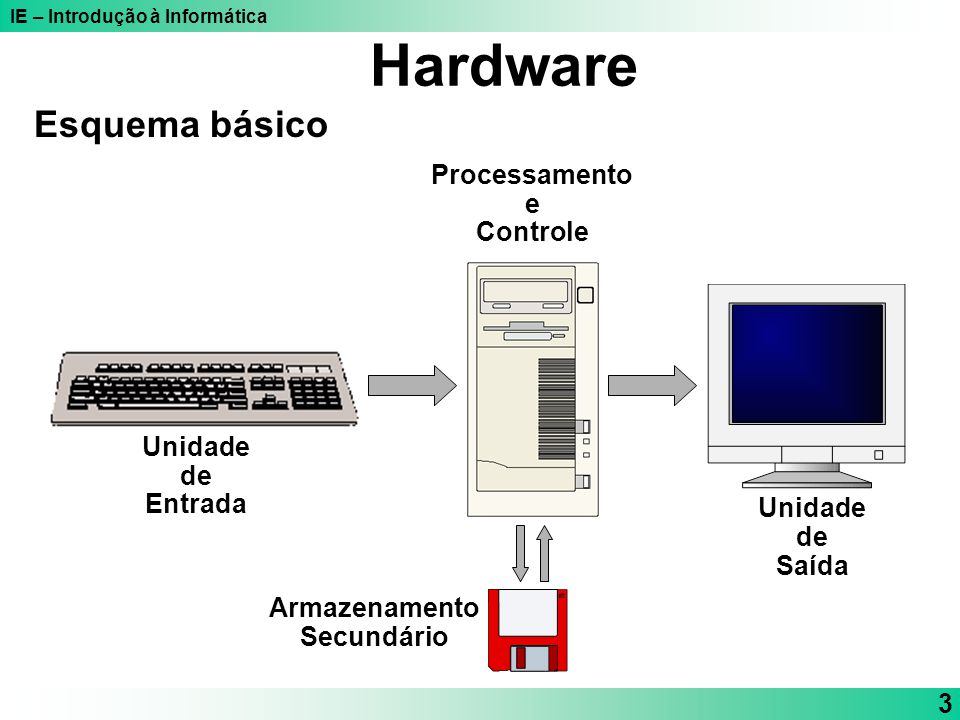 IE – Introdução à Informática
Hardware
Esquema básico
Processamento
e
Controle
Unidade
de
Entrada
Unidade
de
Saída
Armazenamento
Secundário
3